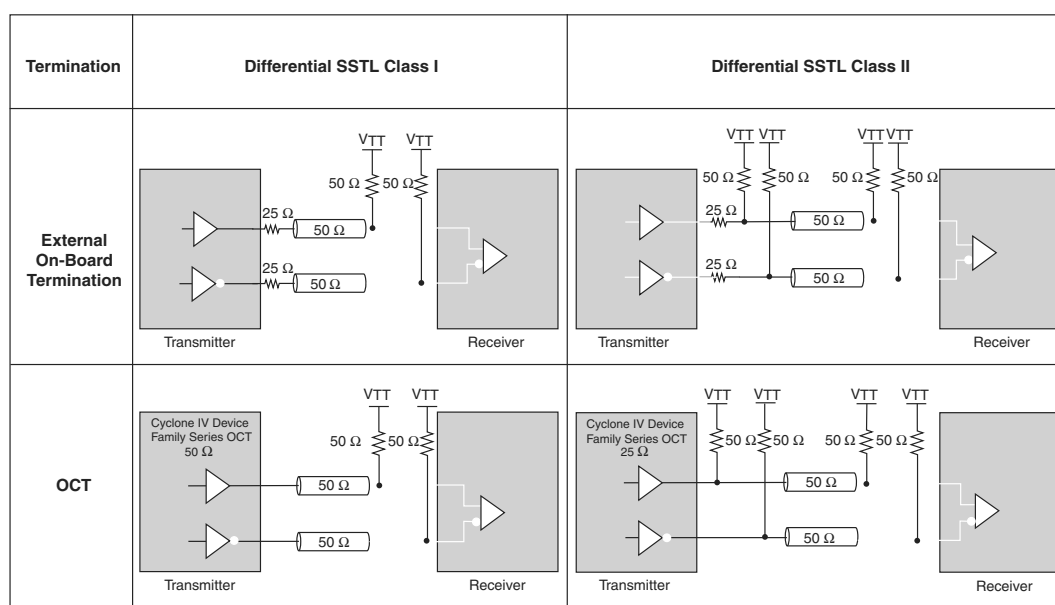 Termination
Differential SSTL Class I
Differential SSTL Class II
External
On-Board
Termination
VTT VTT
50 Ω 50 Ω
25 Ω
50 Ω
25 Ω
50 Ω
Transmitter
Receiver
VTT VTT
VTT VTT
50 Ω 50 Ω
50 Ω 50 Ω
25 Ω
50 Ω
25 Ω
50 Ω
Transmitter
Receiver
OCT
Cyclone IV Device
Family Series OCT
50 Ω
VTT VTT
50 Ω 50 Ω
50 Ω
50 Ω
Transmitter
Receiver
Cyclone IV Device
Family Series OCT
25 Ω
VTT VTT
VTT VTT
50 Ω 50 Ω
50 Ω 50 Ω
50 Ω
50 Ω
Transmitter
Receiver